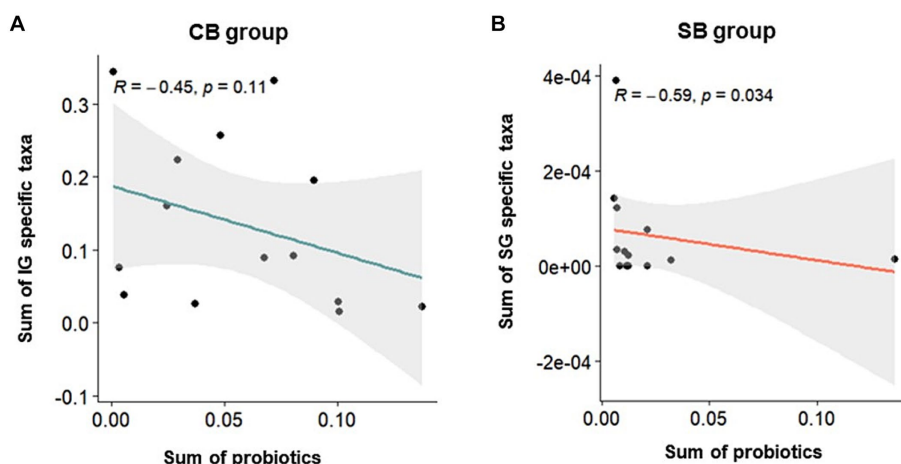 A
CB group
R = −0.45, p = 0.11
Sum of IG specific taxa
0.3
0.2
0.1
0.0
-0.1
0.00 0.05 0.10
Sum of probiotics
B
SB group
R = −0.59, p = 0.034
Sum of SG specific taxa
4e-04
2e-04
0e+00
-2e-04
0.00 0.05 0.10
Sum of probiotics